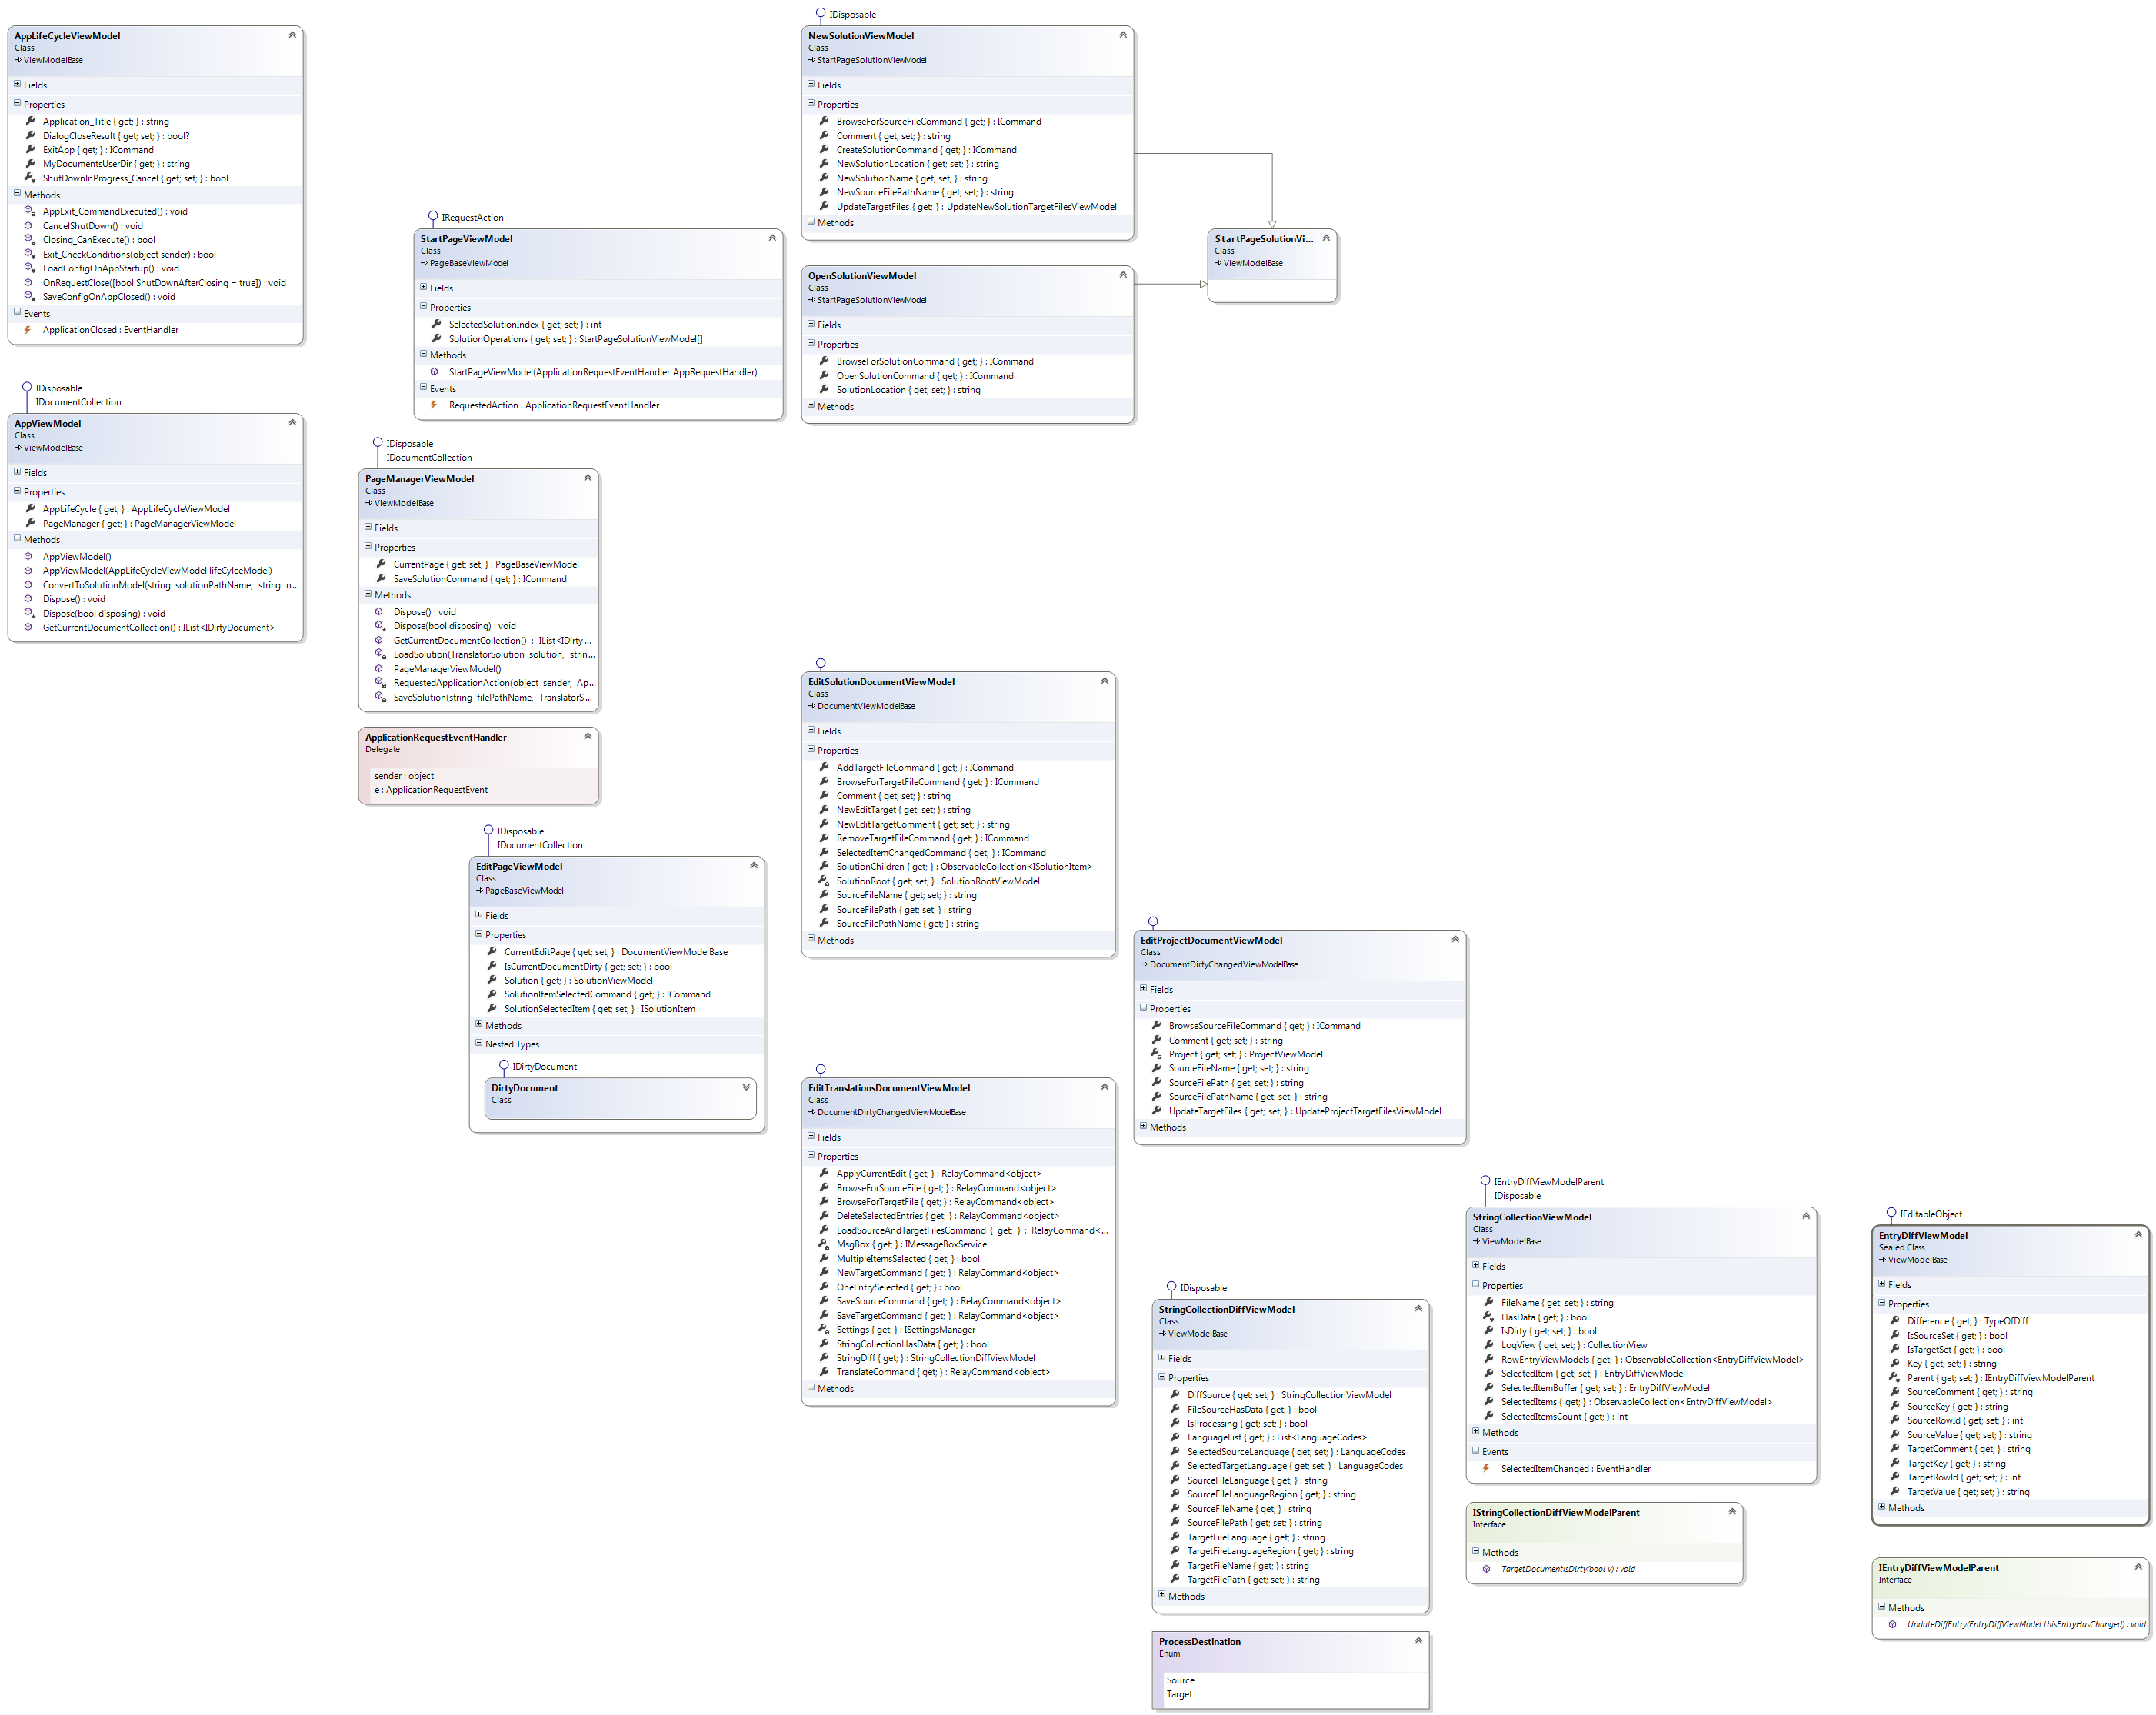 AppLifeCycleViewModel
Class
ViewModelBase
Fields
Properties
Application_Title { get; } : string
DialogCloseResult { get; set; } : bool?
ExitApp { get; } : ICommand
MyDocumentsUserDir { get; } : string
ShutDownInProgress_Cancel { get; set; } : bool
Methods
AppExit_CommandExecuted() : void
CancelShutDown() : void
Closing_CanExecute() : bool
Exit_CheckConditions(object sender) : bool
LoadConfigOnAppStartup() : void
OnRequestClose([bool ShutDownAfterClosing = true]) : void
SaveConfigOnAppClosed() : void
Events
ApplicationClosed : EventHandler
IDisposable
IDocumentCollection
AppViewModel
Class
ViewModelBase
Fields
Properties
AppLifeCycle { get; } : AppLifeCycleViewModel
PageManager { get; } : PageManagerViewModel
Methods
AppViewModel()
AppViewModel(AppLifeCycleViewModel lifeCylceModel)
ConvertToSolutionModel(string solutionPathName, string n...
Dispose() : void
Dispose(bool disposing) : void
GetCurrentDocumentCollection() : IList<IDirtyDocument>
IRequestAction
StartPageViewModel
Class
PageBaseViewModel
Fields
Properties
SelectedSolutionIndex { get; set; } : int
SolutionOperations { get; set; } : StartPageSolutionViewModel[]
Methods
StartPageViewModel(ApplicationRequestEventHandler AppRequestHandler)
Events
RequestedAction : ApplicationRequestEventHandler
IDisposable
IDocumentCollection
PageManagerViewModel
Class
ViewModelBase
Fields
Properties
CurrentPage { get; set; } : PageBaseViewModel
SaveSolutionCommand { get; } : ICommand
Methods
Dispose() : void
Dispose(bool disposing) : void
GetCurrentDocumentCollection() : IList<IDirty...
LoadSolution(TranslatorSolution solution, strin...
PageManagerViewModel()
RequestedApplicationAction(object sender, Ap...
SaveSolution(string filePathName, TranslatorS...
ApplicationRequestEventHandler
Delegate
sender : object
e : ApplicationRequestEvent
IDisposable
IDocumentCollection
EditPageViewModel
Class
PageBaseViewModel
Fields
Properties
CurrentEditPage { get; set; } : DocumentViewModelBase
IsCurrentDocumentDirty { get; set; } : bool
Solution { get; } : SolutionViewModel
SolutionItemSelectedCommand { get; } : ICommand
SolutionSelectedItem { get; set; } : ISolutionItem
Methods
Nested Types
IDirtyDocument
DirtyDocument
Class
IDisposable
NewSolutionViewModel
Class
StartPageSolutionViewModel
Fields
Properties
BrowseForSourceFileCommand { get; } : ICommand
Comment { get; set; } : string
CreateSolutionCommand { get; } : ICommand
NewSolutionLocation { get; set; } : string
NewSolutionName { get; set; } : string
NewSourceFilePathName { get; set; } : string
UpdateTargetFiles { get; } : UpdateNewSolutionTargetFilesViewModel
Methods
OpenSolutionViewModel
Class
StartPageSolutionViewModel
Fields
Properties
BrowseForSolutionCommand { get; } : ICommand
OpenSolutionCommand { get; } : ICommand
SolutionLocation { get; set; } : string
Methods
StartPageSolutionVi...
Class
ViewModelBase
EditSolutionDocumentViewModel
Class
DocumentViewModelBase
Fields
Properties
AddTargetFileCommand { get; } : ICommand
BrowseForTargetFileCommand { get; } : ICommand
Comment { get; set; } : string
NewEditTarget { get; set; } : string
NewEditTargetComment { get; set; } : string
RemoveTargetFileCommand { get; } : ICommand
SelectedItemChangedCommand { get; } : ICommand
SolutionChildren { get; } : ObservableCollection<ISolutionItem>
SolutionRoot { get; set; } : SolutionRootViewModel
SourceFileName { get; set; } : string
SourceFilePath { get; set; } : string
SourceFilePathName { get; } : string
Methods
EditTranslationsDocumentViewModel
Class
DocumentDirtyChangedViewModelBase
Fields
Properties
ApplyCurrentEdit { get; } : RelayCommand<object>
BrowseForSourceFile { get; } : RelayCommand<object>
BrowseForTargetFile { get; } : RelayCommand<object>
DeleteSelectedEntries { get; } : RelayCommand<object>
LoadSourceAndTargetFilesCommand { get; } : RelayCommand<...
MsgBox { get; } : IMessageBoxService
MultipleItemsSelected { get; } : bool
NewTargetCommand { get; } : RelayCommand<object>
OneEntrySelected { get; } : bool
SaveSourceCommand { get; } : RelayCommand<object>
SaveTargetCommand { get; } : RelayCommand<object>
Settings { get; } : ISettingsManager
StringCollectionHasData { get; } : bool
StringDiff { get; } : StringCollectionDiffViewModel
TranslateCommand { get; } : RelayCommand<object>
Methods
EditProjectDocumentViewModel
Class
DocumentDirtyChangedViewModelBase
Fields
Properties
BrowseSourceFileCommand { get; } : ICommand
Comment { get; set; } : string
Project { get; set; } : ProjectViewModel
SourceFileName { get; set; } : string
SourceFilePath { get; set; } : string
SourceFilePathName { get; set; } : string
UpdateTargetFiles { get; set; } : UpdateProjectTargetFilesViewModel
Methods
IDisposable
StringCollectionDiffViewModel
Class
ViewModelBase
Fields
Properties
DiffSource { get; set; } : StringCollectionViewModel
FileSourceHasData { get; } : bool
IsProcessing { get; set; } : bool
LanguageList { get; } : List<LanguageCodes>
SelectedSourceLanguage { get; set; } : LanguageCodes
SelectedTargetLanguage { get; set; } : LanguageCodes
SourceFileLanguage { get; } : string
SourceFileLanguageRegion { get; } : string
SourceFileName { get; } : string
SourceFilePath { get; set; } : string
TargetFileLanguage { get; } : string
TargetFileLanguageRegion { get; } : string
TargetFileName { get; } : string
TargetFilePath { get; set; } : string
Methods
ProcessDestination
Enum
Source
Target
IEntryDiffViewModelParent
IDisposable
StringCollectionViewModel
Class
ViewModelBase
Fields
Properties
FileName { get; set; } : string
HasData { get; } : bool
IsDirty { get; set; } : bool
LogView { get; set; } : CollectionView
RowEntryViewModels { get; } : ObservableCollection<EntryDiffViewModel>
SelectedItem { get; set; } : EntryDiffViewModel
SelectedItemBuffer { get; set; } : EntryDiffViewModel
SelectedItems { get; } : ObservableCollection<EntryDiffViewModel>
SelectedItemsCount { get; } : int
Methods
Events
SelectedItemChanged : EventHandler
IStringCollectionDiffViewModelParent
Interface
Methods
TargetDocumentIsDirty(bool v) : void
IEditableObject
EntryDiffViewModel
Sealed Class
ViewModelBase
Fields
Properties
Difference { get; } : TypeOfDiff
IsSourceSet { get; } : bool
IsTargetSet { get; } : bool
Key { get; set; } : string
Parent { get; set; } : IEntryDiffViewModelParent
SourceComment { get; set; } : string
SourceKey { get; } : string
SourceRowId { get; set; } : int
SourceValue { get; set; } : string
TargetComment { get; set; } : string
TargetKey { get; } : string
TargetRowId { get; set; } : int
TargetValue { get; set; } : string
Methods
IEntryDiffViewModelParent
Interface
Methods
UpdateDiffEntry(EntryDiffViewModel thisEntryHasChanged) : void